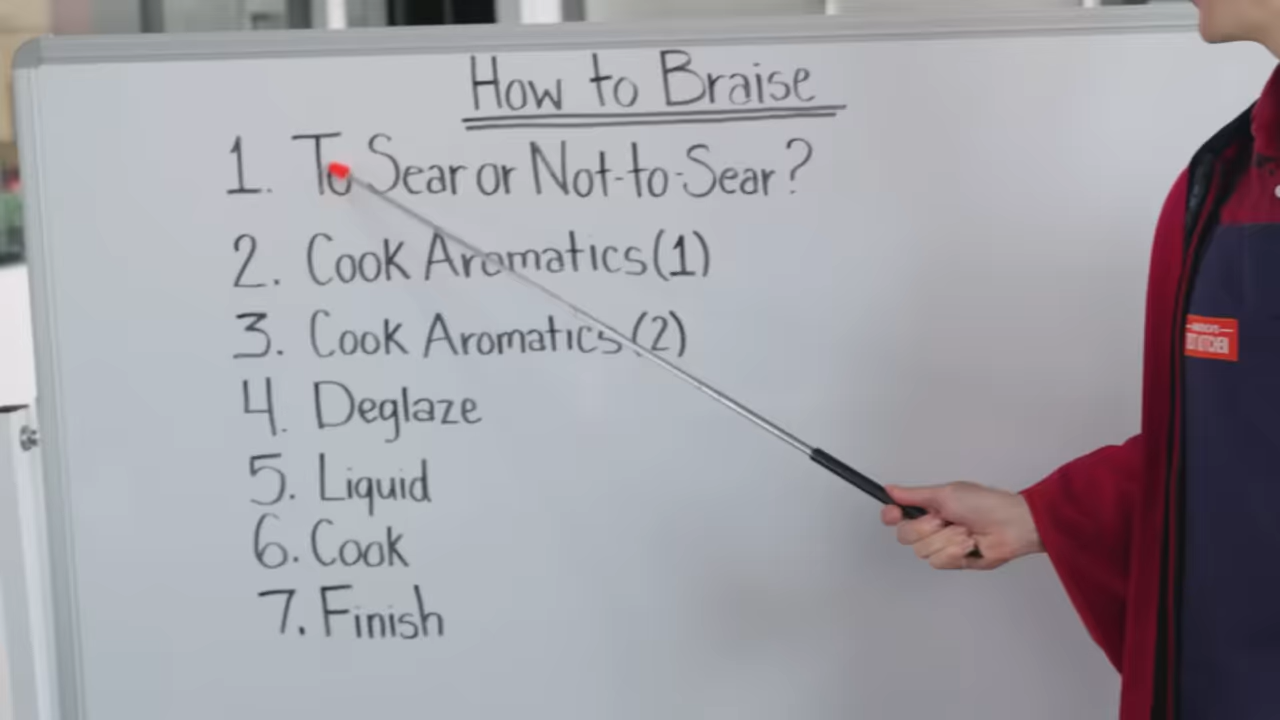 How to Braise
1. To Sear or Not-to-Sear?
2. Cook Aromatics (1)
3. Cook Aromatics (2)
4. Deglaze
5. Liquid
6. Cook
7. Finish